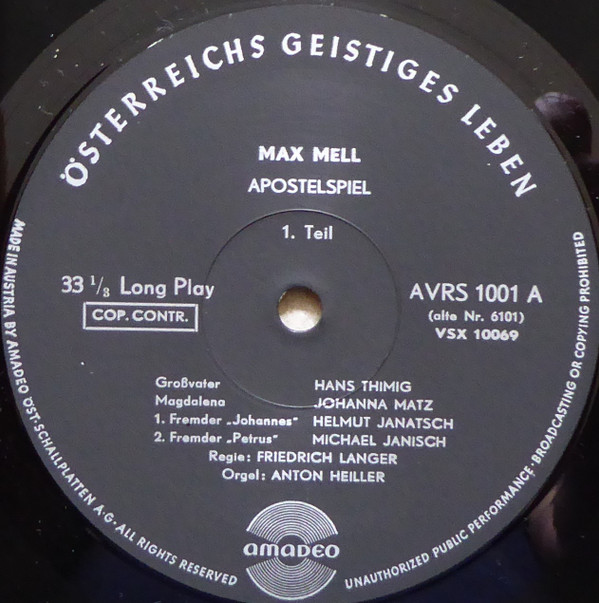 ÖSTERREICHS GEISTIGES LEBEN
MAX MELL
APOSTELSPIEL
1. Teil
33 1/3 Long Play
COP. CONTR.
AVRS 1001 A
(alte Nr. 6101)
VSX 10069
Großvater HANS THIMIG
Magdalena JOHANNA MATZ
1. Fremder „Johannes" HELMUT JANATSCH
2. Fremder „Petrus" MICHAEL JANISCH
Regie: FRIEDRICH LANGER
Orgel: ANTON HEILLER
amadeo
MADE IN AUSTRIA BY AMADEO ÖST·SCHALLPLATTEN A·G·ALL RIGHTS RESERVED
UNAUTHORIZED PUBLIC PERFORMANCE·BROADCASTING OR COPYING PROHIBITED